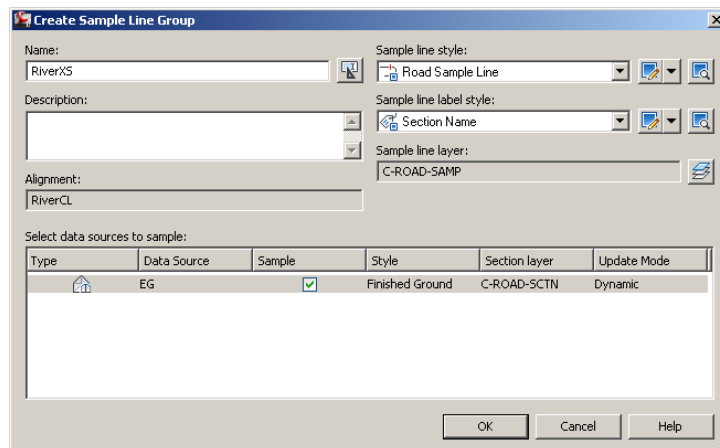 Create Sample Line Group
Name:
RiverXS
Description:
Alignment:
RiverCL
Sample line style:
Road Sample Line
Sample line label style:
Section Name
Sample line layer:
C-ROAD-SAMP
Select data sources to sample:
Type Data Source Sample Style Section layer Update Mode
EG Finished Ground C-ROAD-SCTN Dynamic
OK Cancel Help